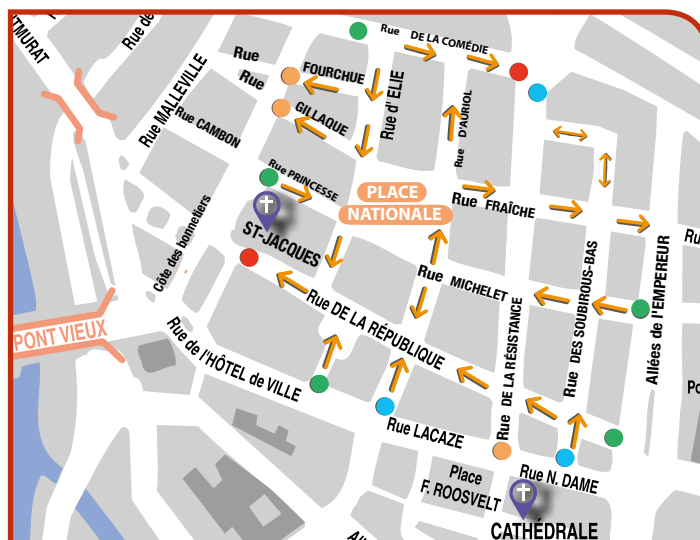 TMURAT
Rue de
Rue MALLEVILLE
Rue CAMBON
Rue FOURCHUE
Rue GILLAQUE
Rue DE LA COMÉDIE
Rue d' ELIE
Rue D'AURIOL
Rue PRINCESSE
PLACE
NATIONALE
Rue FRAÎCHE
ST-JACQUES
Côte des bonnetiers
Rue MICHELET
Rue DE LA RÉPUBLIQUE
Rue DE LA RÉSISTANCE
Rue DES SOUBIROUS-BAS
Allées de l'EMPEREUR
Ru
PONT VIEUX
Rue de l'HÔTEL de VILLE
Rue LACAZE
Po
Place
F. ROOSVELT
Rue N. DAME
CATHÉDRALE